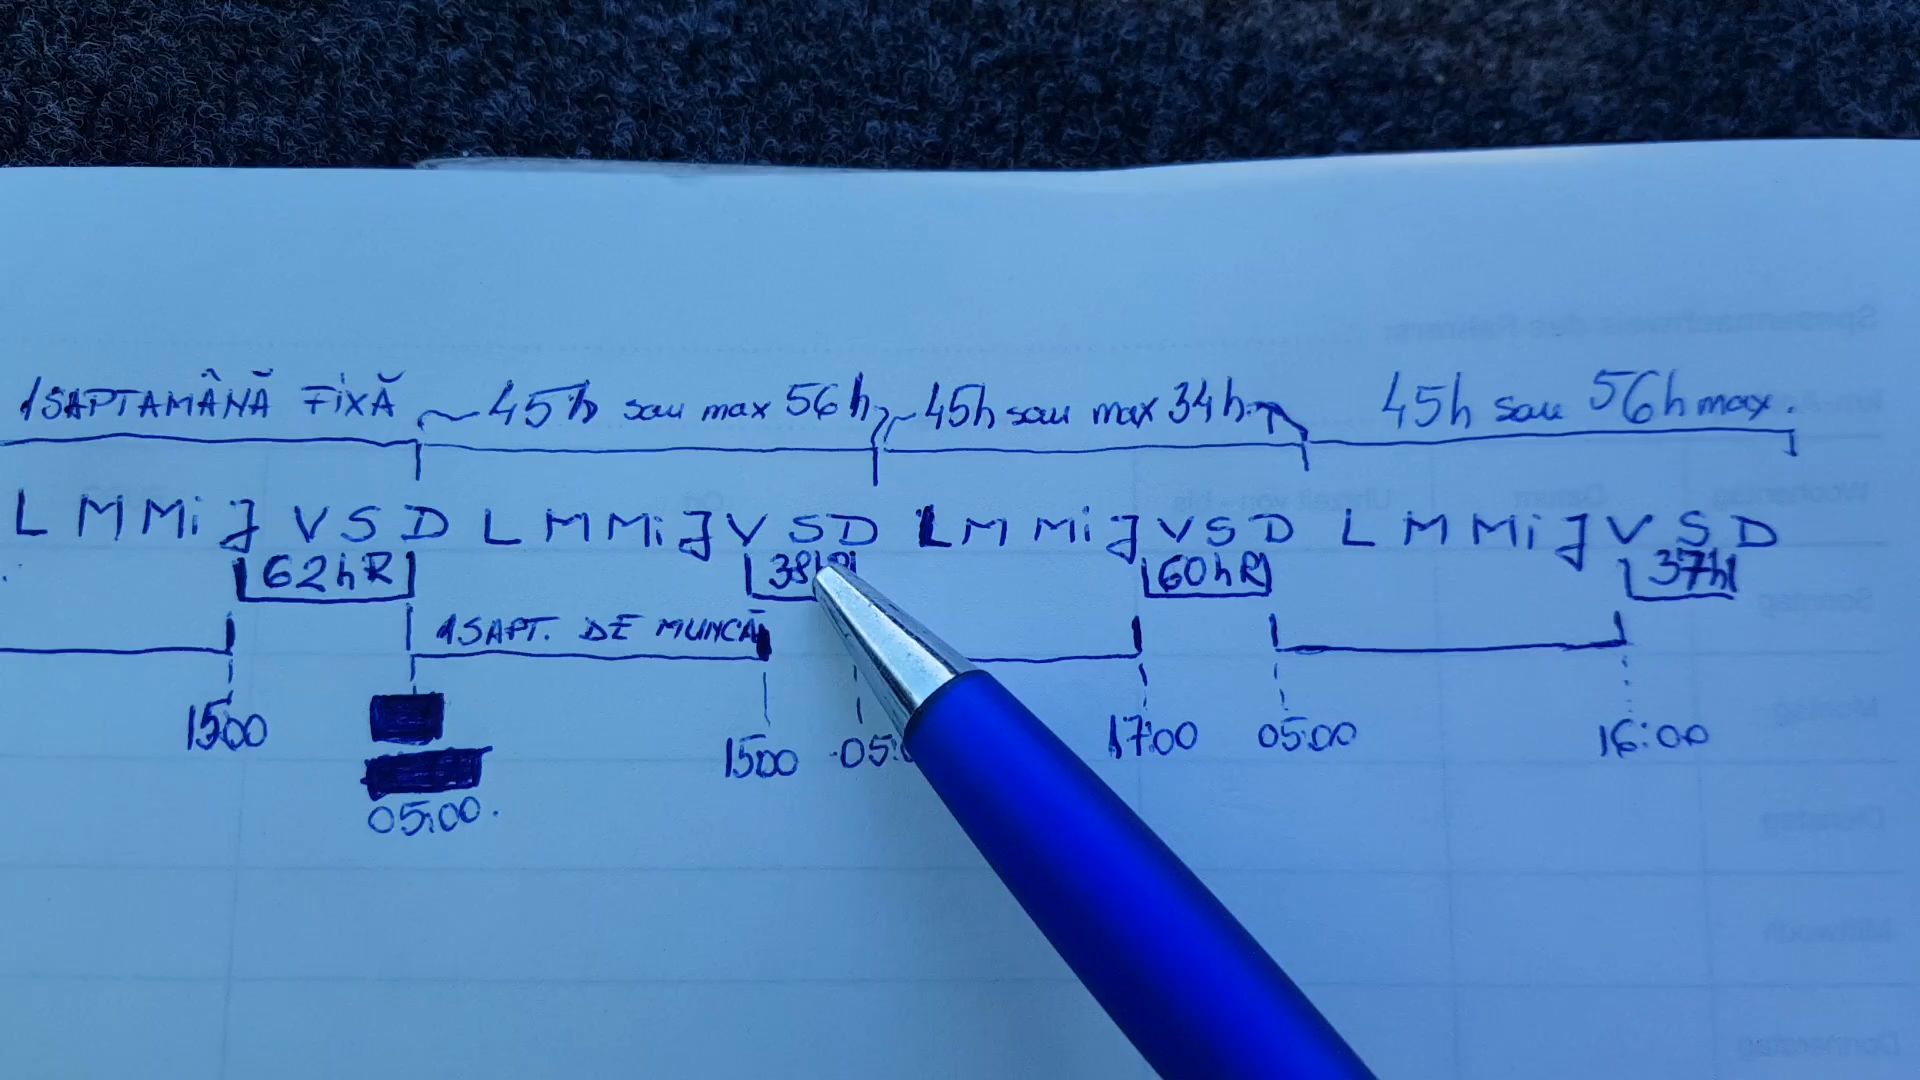 1SAPTAMÂNĂ FIXĂ 45h sau max 56h 45h sau max 34h 45h sau 56h max.
L M Mi J V S D L M Mi J V S D L M Mi J V S D L M Mi J V S D
62hR 60hR 37h
1SAPT. DE MUNCĂ
1500 1500 17:00 05:00 16:00
05:00.